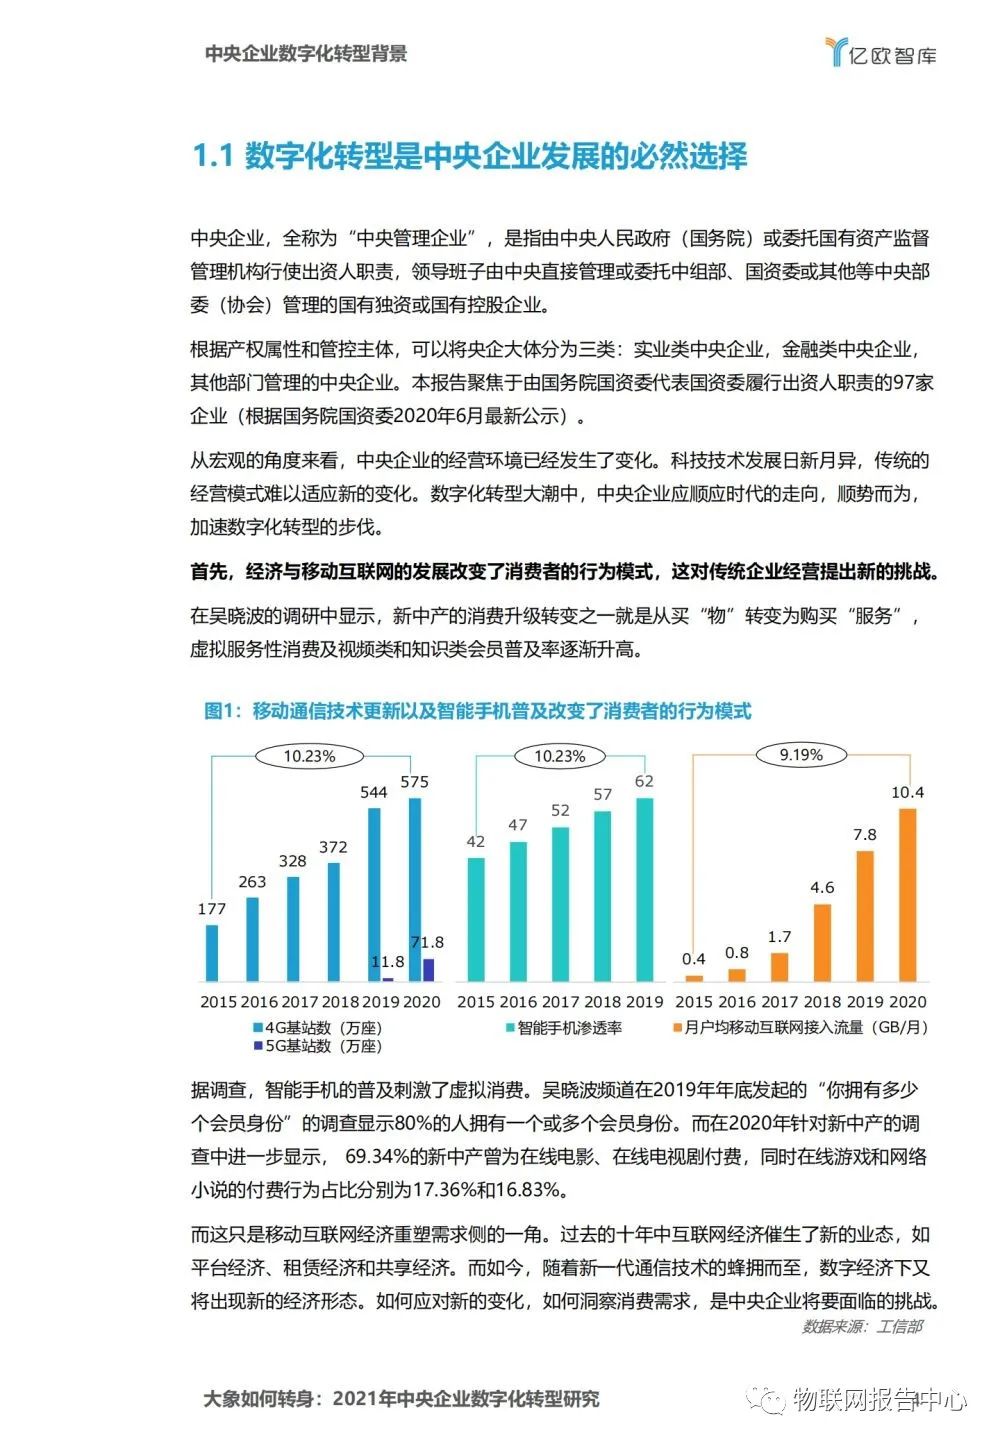 中央企业数字化转型背景
亿欧智库
1.1 数字化转型是中央企业发展的必然选择
中央企业，全称为“中央管理企业”，是指由中央人民政府（国务院）或委托国有资产监督
管理机构行使出资人职责，领导班子由中央直接管理或委托中组部、国资委或其他等中央部
委（协会）管理的国有独资或国有控股企业。
根据产权属性和管控主体，可以将央企大体分为三类：实业类中央企业，金融类中央企业，
其他部门管理的中央企业。本报告聚焦于由国务院国资委代表国资委履行出资人职责的97家
企业（根据国务院国资委2020年6月最新公示）。
从宏观的角度来看，中央企业的经营环境已经发生了变化。科技技术发展日新月异，传统的
经营模式难以适应新的变化。数字化转型大潮中，中央企业应顺应时代的走向，顺势而为，
加速数字化转型的步伐。
首先，经济与移动互联网的发展改变了消费者的行为模式，这对传统企业经营提出新的挑战。
在吴晓波的调研中显示，新中产的消费升级转变之一就是从买“物”转变为购买“服务”，
虚拟服务性消费及视频类和知识类会员普及率逐渐升高。
图1：移动通信技术更新以及智能手机普及改变了消费者的行为模式
10.23%
177
263
328
372
544
575
11.8
71.8
2015 2016 2017 2018 2019 2020
4G基站数（万座）
5G基站数（万座）
10.23%
42
47
52
57
62
2015 2016 2017 2018 2019
智能手机渗透率
9.19%
0.4
0.8
1.7
4.6
7.8
10.4
2015 2016 2017 2018 2019 2020
月户均移动互联网接入流量（GB/月）
据调查，智能手机的普及刺激了虚拟消费。吴晓波频道在2019年年底发起的“你拥有多少
个会员身份”的调查显示80%的人拥有一个或多个会员身份。而在2020年针对新中产的调
查中进一步显示， 69.34%的新中产曾为在线电影、在线电视剧付费，同时在线游戏和网络
小说的付费行为占比分别为17.36%和16.83%。
而这只是移动互联网经济重塑需求侧的一角。过去的十年中互联网经济催生了新的业态，如
平台经济、租赁经济和共享经济。而如今，随着新一代通信技术的蜂拥而至，数字经济下又
将出现新的经济形态。如何应对新的变化，如何洞察消费需求，是中央企业将要面临的挑战。
数据来源：工信部
大象如何转身：2021年中央企业数字化转型研究
物联网报告中心